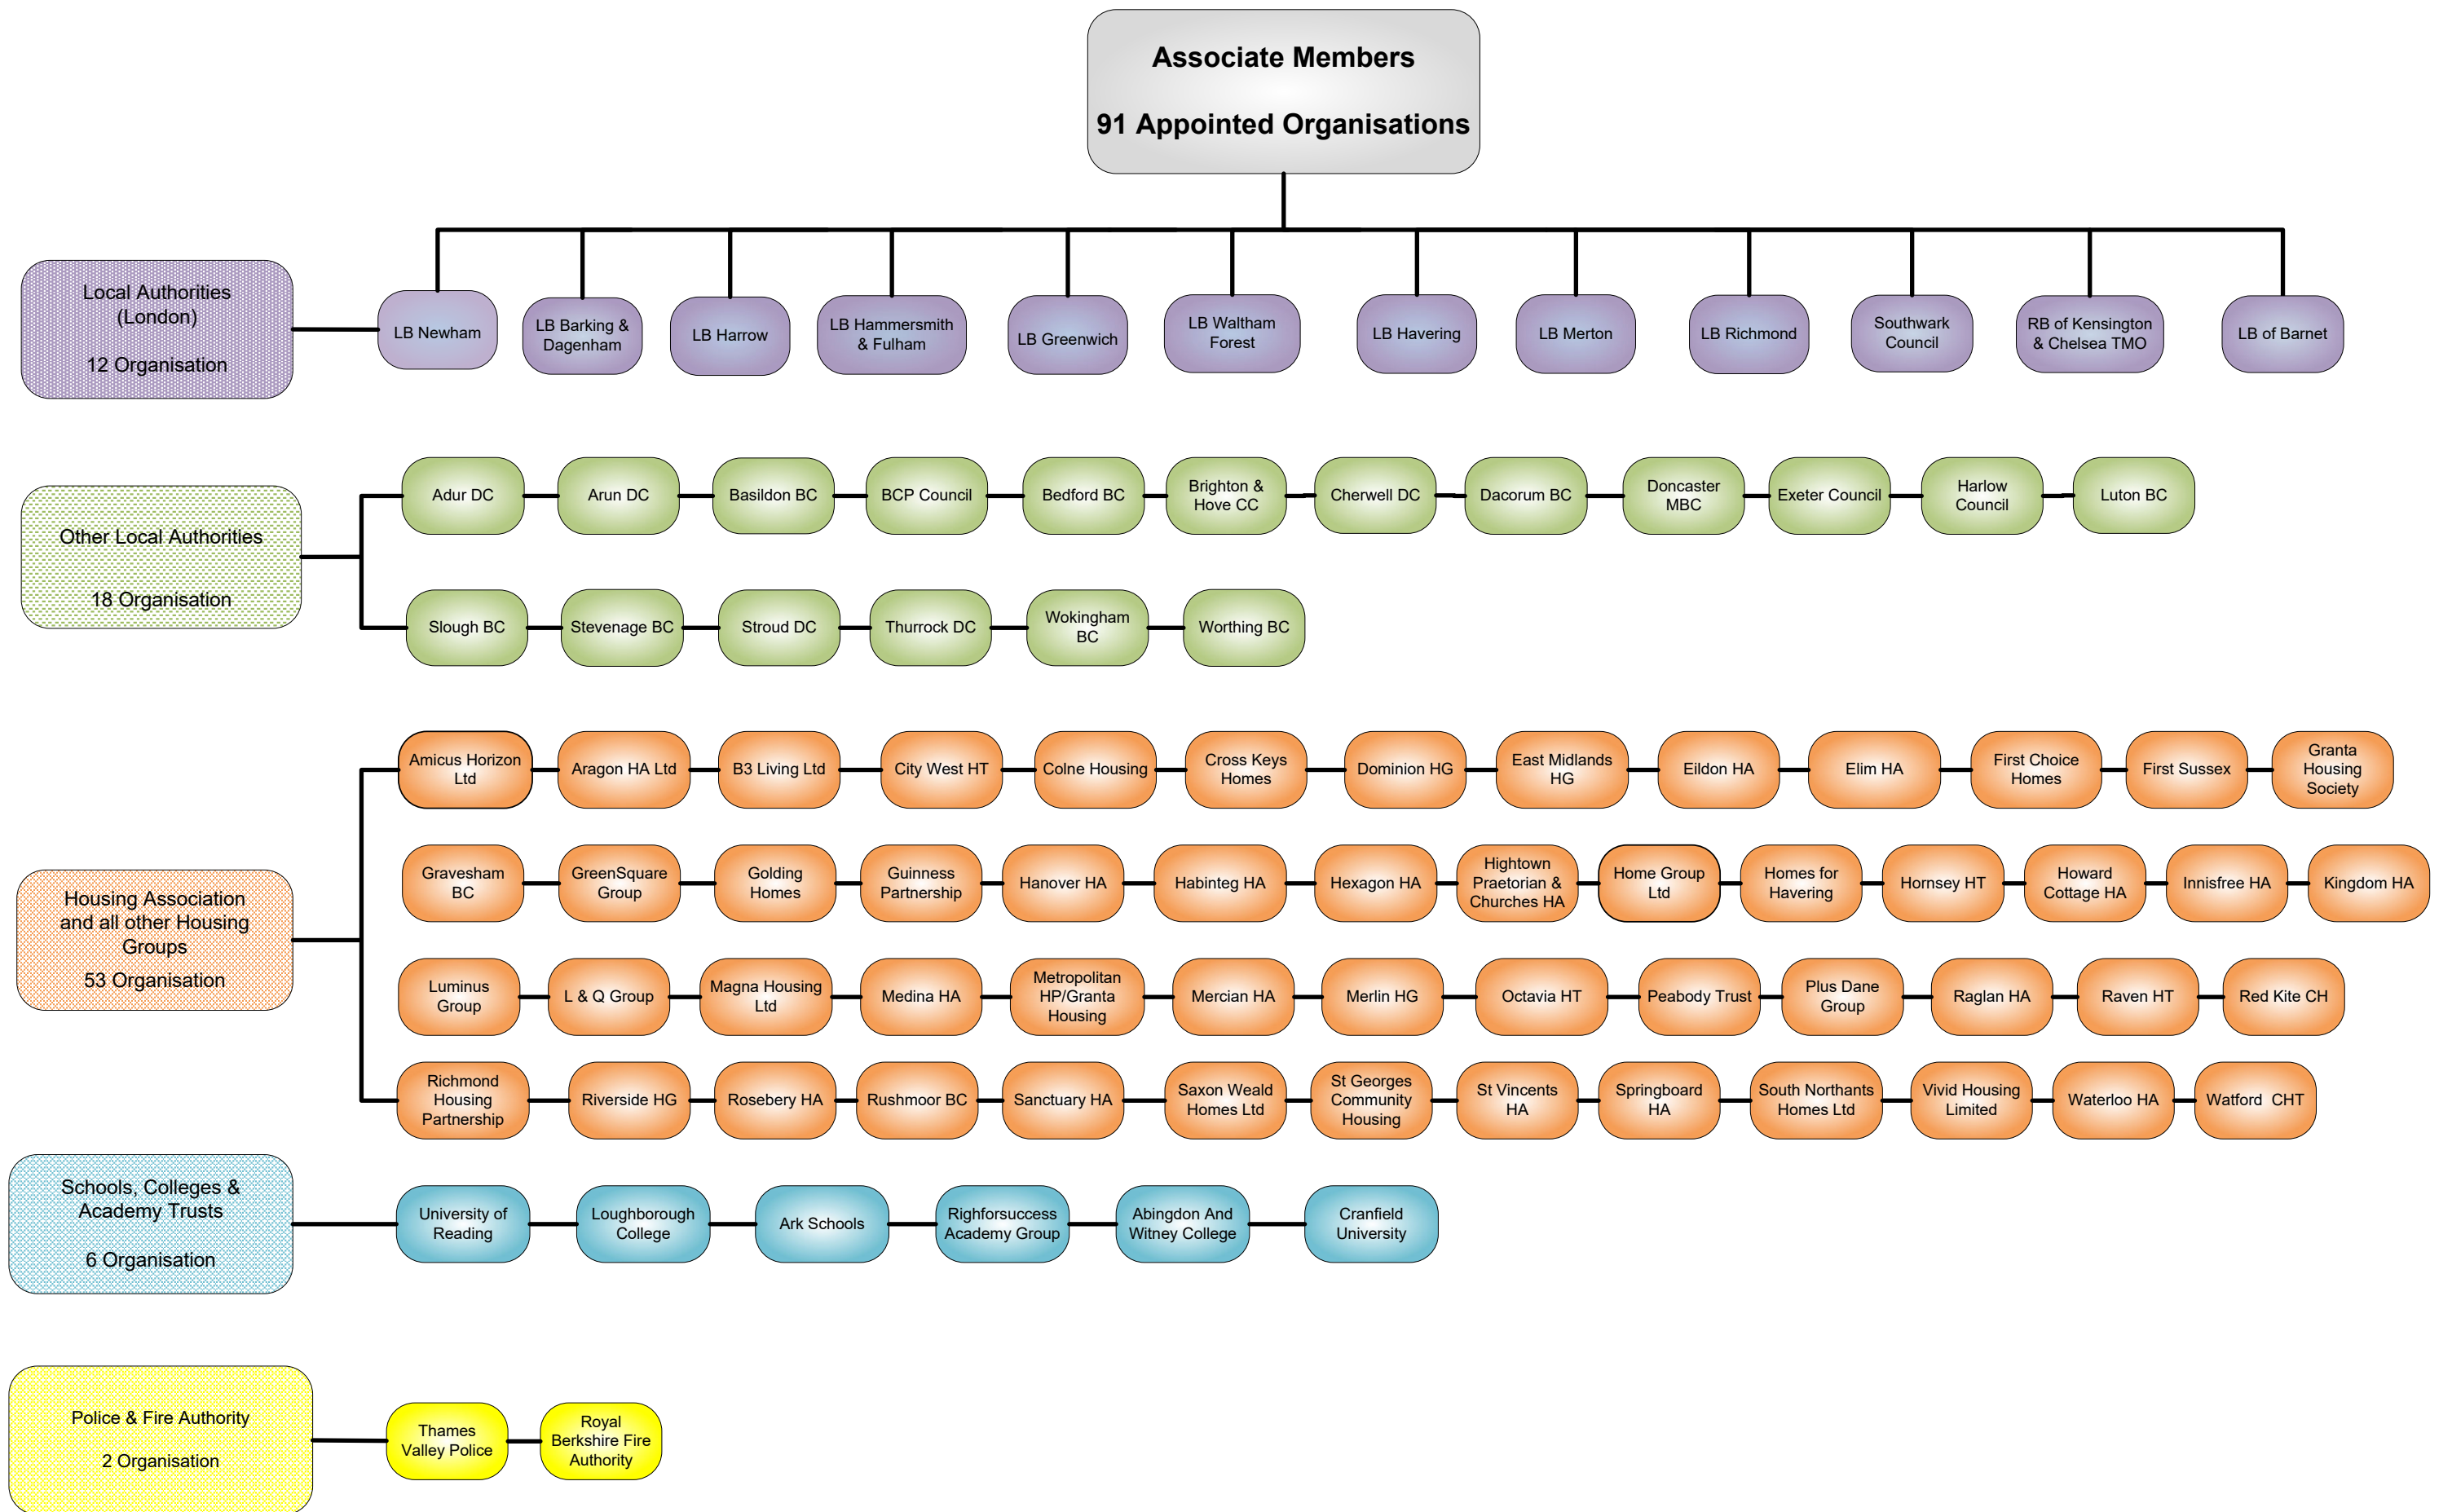 Associate Members
91 Appointed Organisations
Local Authorities
(London)
12 Organisation
LB Newham
LB Barking &
Dagenham
LB Harrow
LB Hammersmith
& Fulham
LB Greenwich
LB Waltham
Forest
LB Havering
LB Merton
LB Richmond
Southwark
Council
RB of Kensington
& Chelsea TMO
LB of Barnet
Other Local Authorities
18 Organisation
Adur DC
Arun DC
Basildon BC
BCP Council
Bedford BC
Brighton &
Hove CC
Cherwell DC
Dacorum BC
Doncaster
MBC
Exeter Council
Harlow
Council
Luton BC
Slough BC
Stevenage BC
Stroud DC
Thurrock DC
Wokingham
BC
Worthing BC
Housing Association
and all other Housing
Groups
53 Organisation
Amicus Horizon
Ltd
Aragon HA Ltd
B3 Living Ltd
City West HT
Colne Housing
Cross Keys
Homes
Dominion HG
East Midlands
HG
Eildon HA
Elim HA
First Choice
Homes
First Sussex
Granta
Housing
Society
Gravesham
BC
GreenSquare
Group
Golding
Homes
Guinness
Partnership
Hanover HA
Habinteg HA
Hexagon HA
Hightown
Praetorian &
Churches HA
Home Group
Ltd
Homes for
Havering
Hornsey HT
Howard
Cottage HA
Innisfree HA
Kingdom HA
Luminus
Group
L & Q Group
Magna Housing
Ltd
Medina HA
Metropolitan
HP/Granta
Housing
Mercian HA
Merlin HG
Octavia HT
Peabody Trust
Plus Dane
Group
Raglan HA
Raven HT
Red Kite CH
Richmond
Housing
Partnership
Riverside HG
Rosebery HA
Rushmoor BC
Sanctuary HA
Saxon Weald
Homes Ltd
St Georges
Community
Housing
St Vincents
HA
Springboard
HA
South Northants
Homes Ltd
Vivid Housing
Limited
Waterloo HA
Watford  CHT
Schools, Colleges &
Academy Trusts
6 Organisation
University of
Reading
Loughborough
College
Ark Schools
Righforsuccess
Academy Group
Abingdon And
Witney College
Cranfield
University
Police & Fire Authority
2 Organisation
Thames
Valley Police
Royal
Berkshire Fire
Authority